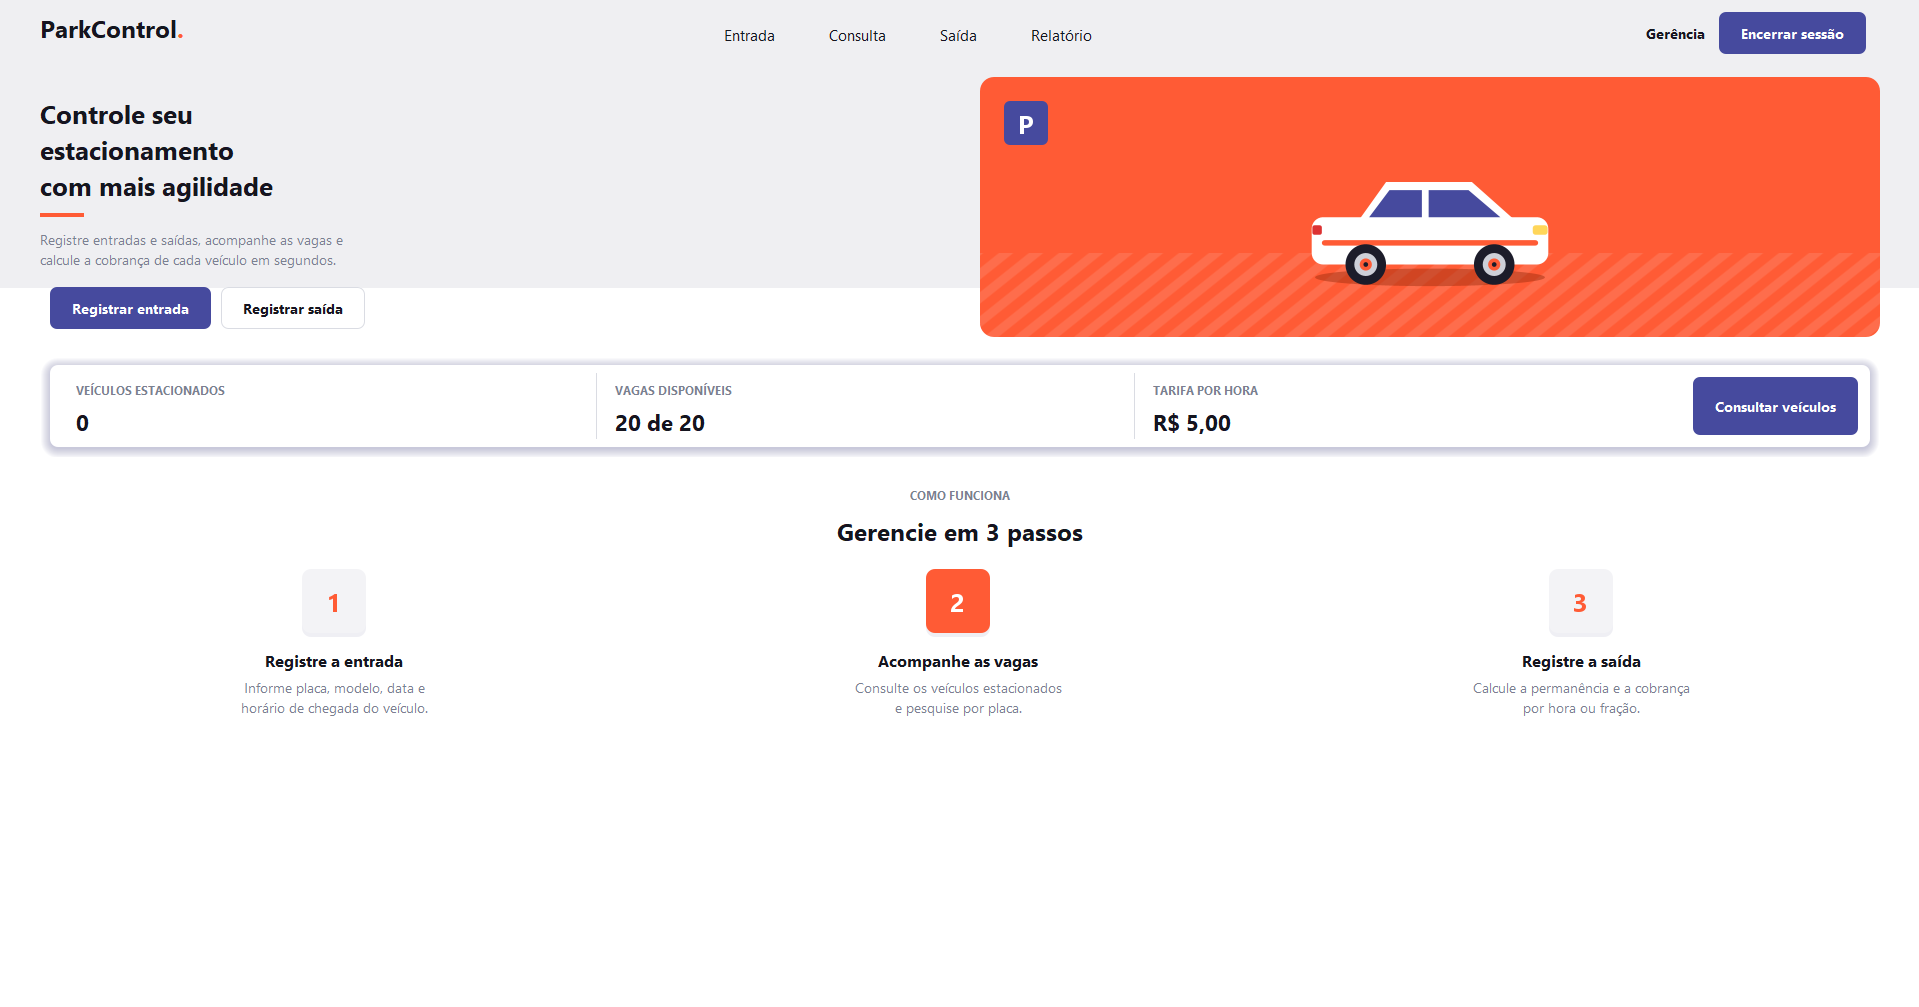 ParkControl.
Entrada
Consulta
Saída
Relatório
Gerência
Encerrar sessão
Controle seu
estacionamento
com mais agilidade
Registre entradas e saídas, acompanhe as vagas e
calcule a cobrança de cada veículo em segundos.
Registrar entrada
Registrar saída
P
VEÍCULOS ESTACIONADOS
0
VAGAS DISPONÍVEIS
20 de 20
TARIFA POR HORA
R$ 5,00
Consultar veículos
COMO FUNCIONA
Gerencie em 3 passos
1
Registre a entrada
Informe placa, modelo, data e
horário de chegada do veículo.
2
Acompanhe as vagas
Consulte os veículos estacionados
e pesquise por placa.
3
Registre a saída
Calcule a permanência e a cobrança
por hora ou fração.